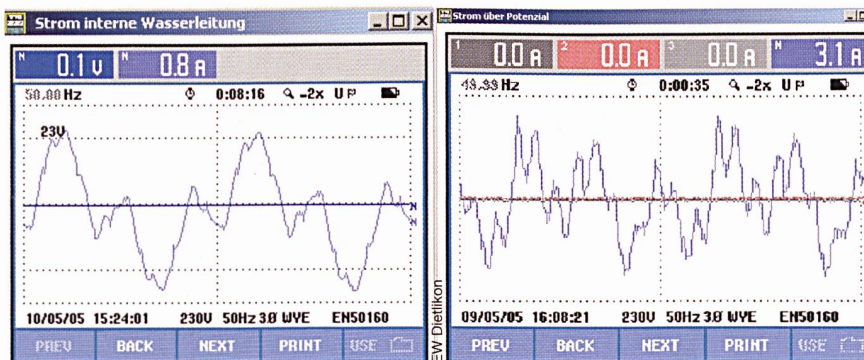 Strom interne Wasserleitung
N 0.1 V N 0.8 A
50.00 Hz 0:08:16 -2x U
23V
N
N
10/05/05 15:24:01 230V 50Hz 3Ø WYE EN50160
PREV BACK NEXT PRINT USE
EW Dietlikon
Strom über Potenzial
1 0.0 A 2 0.0 A 3 0.0 A N 3.1 A
49.99 Hz 0:00:35 -2x U
09/05/05 16:08:21 230V 50Hz 3Ø WYE EN50160
PREV BACK NEXT PRINT USE